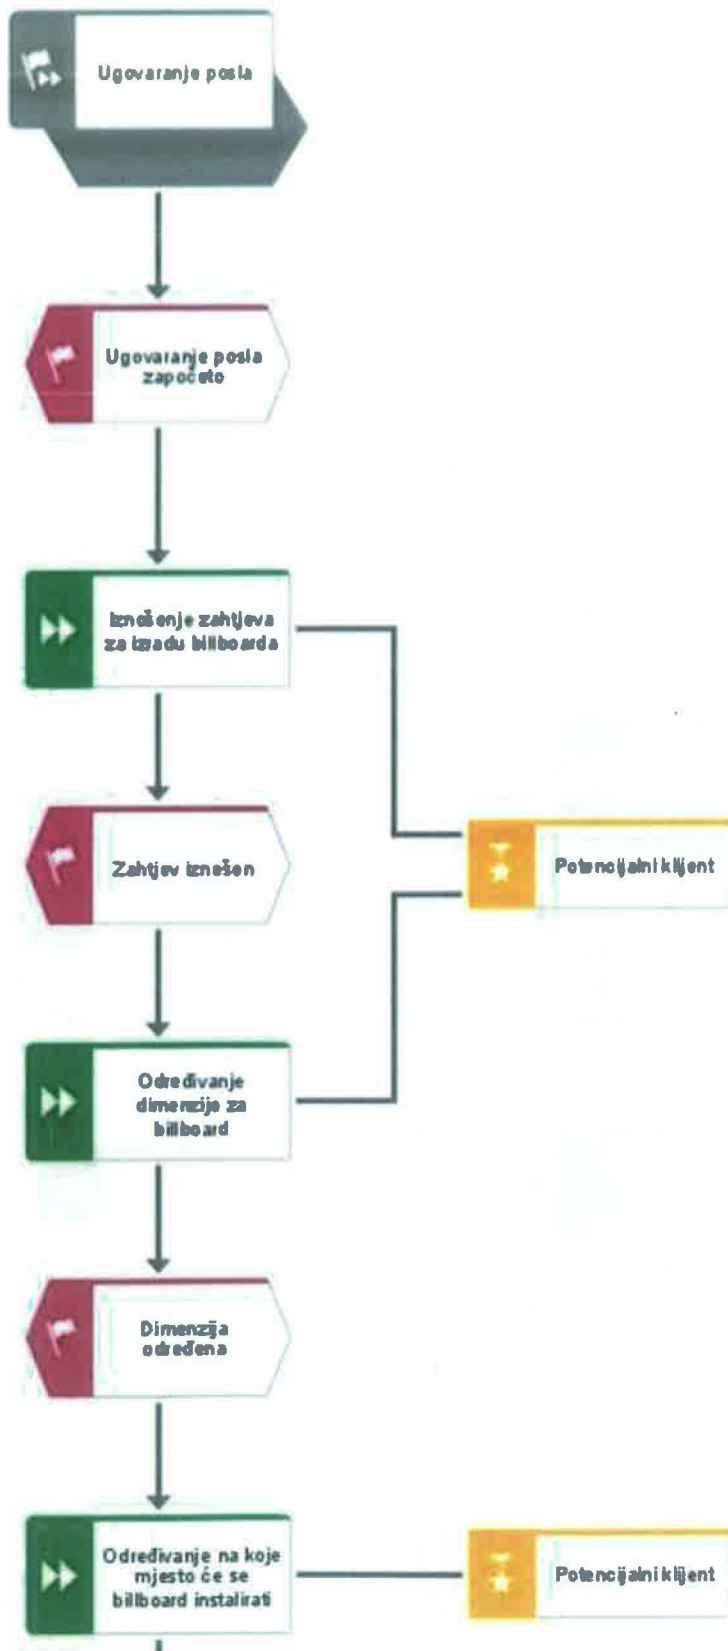 Ugovaranje posla
Ugovaranje posla
započeto
Iznošenje zahtjeva
za izradu billboarda
Zahtjev iznešen
Potencijalni klijent
Određivanje
dimenzije za
billboard
Dimenzija
određena
Određivanje na koje
mjesto će se
billboard instalirati
Potencijalni klijent